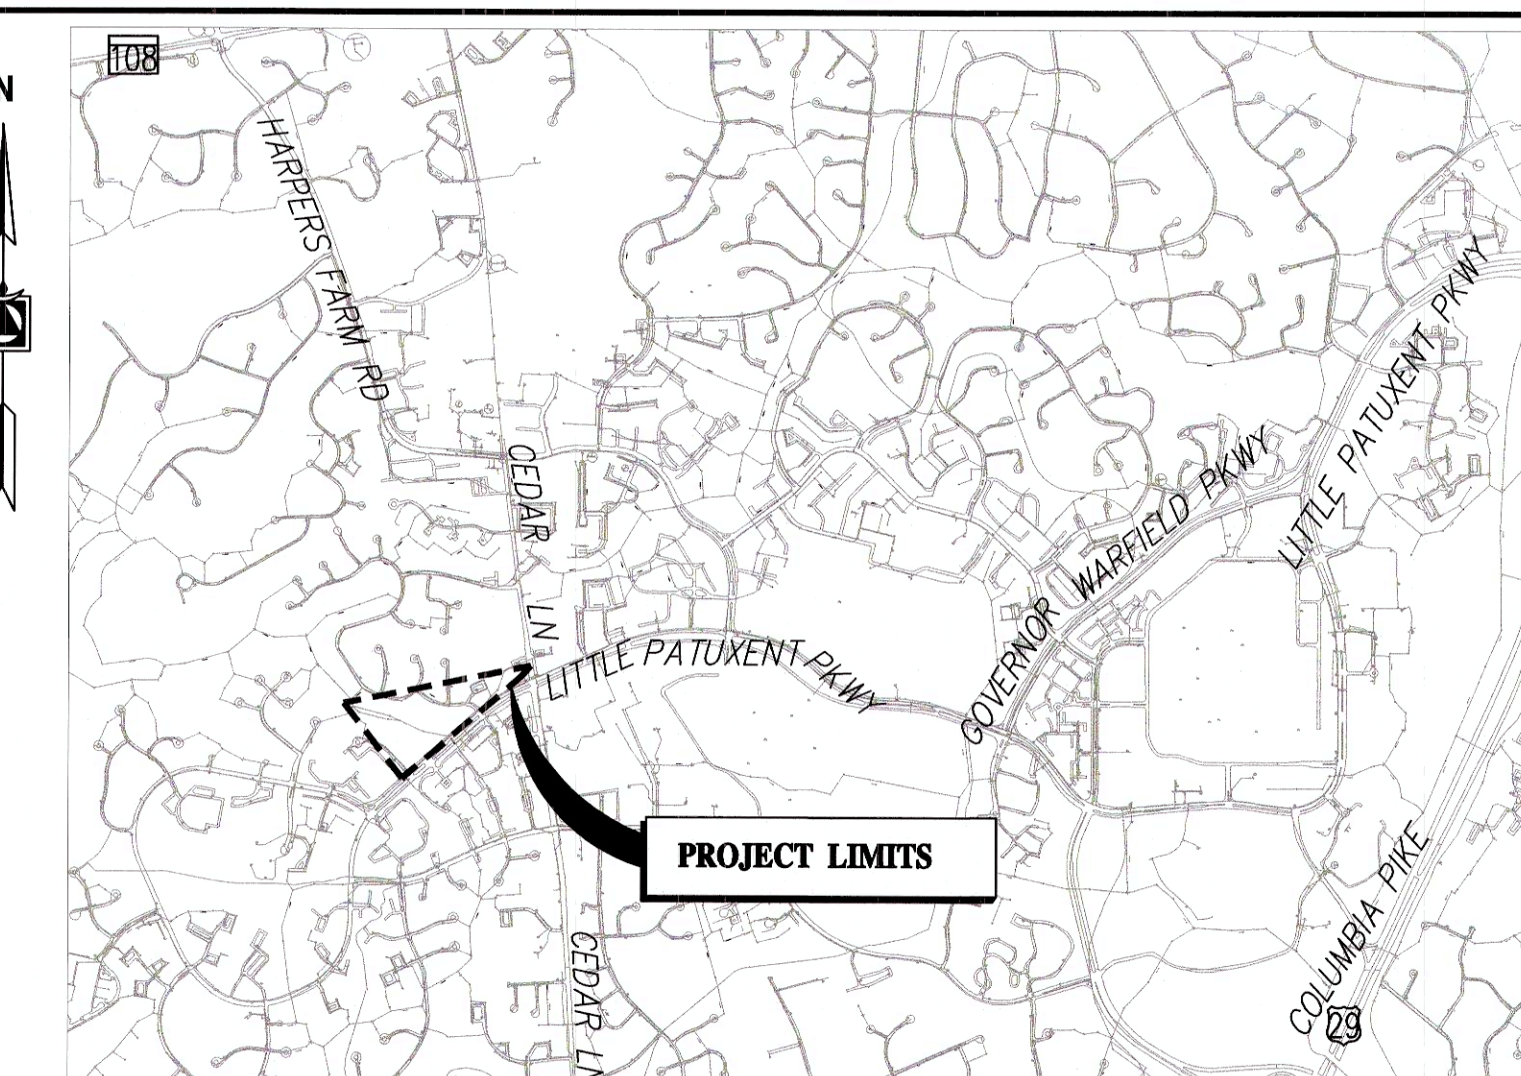 108
N
HARPERS FARM RD
CEDAR LN
LITTLE PATUXENT PKWY
GOVERNOR WARFIELD PKWY
LITTLE PATUXENT PKWY
PROJECT LIMITS
CEDAR LN
COLUMBIA PIKE
29